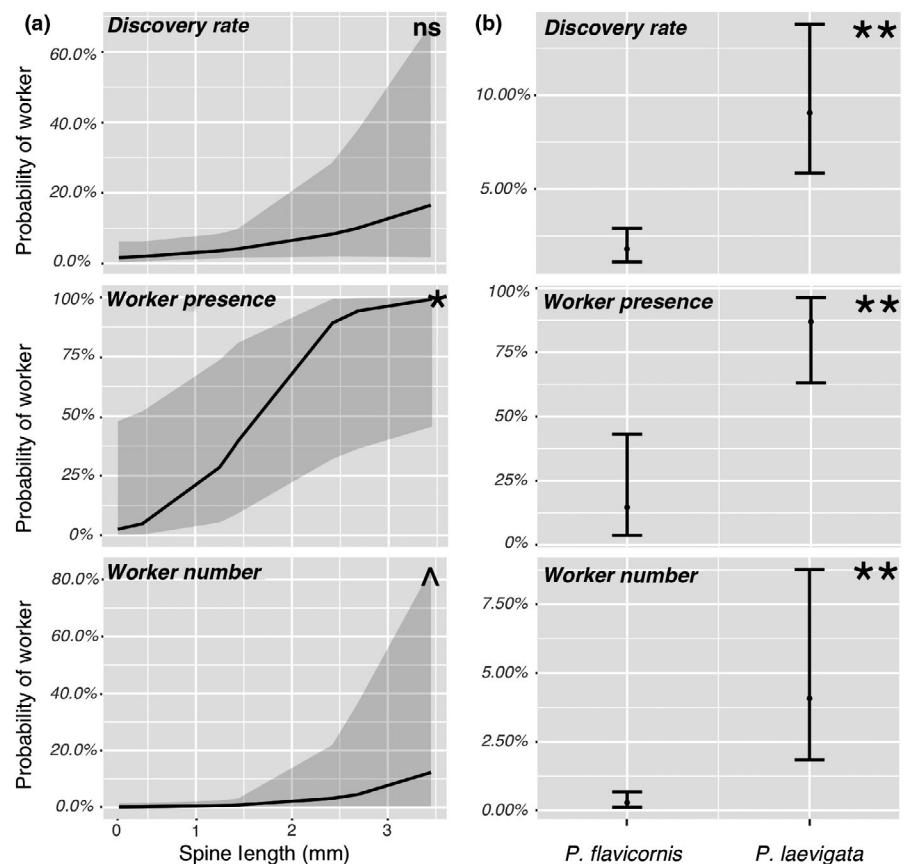 (a)
Discovery rate
ns
Probability of worker
60.0%
40.0%
20.0%
0.0%
Worker presence
*
Probability of worker
100%
75%
50%
25%
0%
Worker number
^
Probability of worker
80.0%
60.0%
40.0%
20.0%
0.0%
0 1 2 3
Spine length (mm)
(b)
Discovery rate
**
10.00%
5.00%
Worker presence
**
100%
75%
50%
25%
0%
Worker number
**
7.50%
5.00%
2.50%
0.00%
P. flavicornis P. laevigata